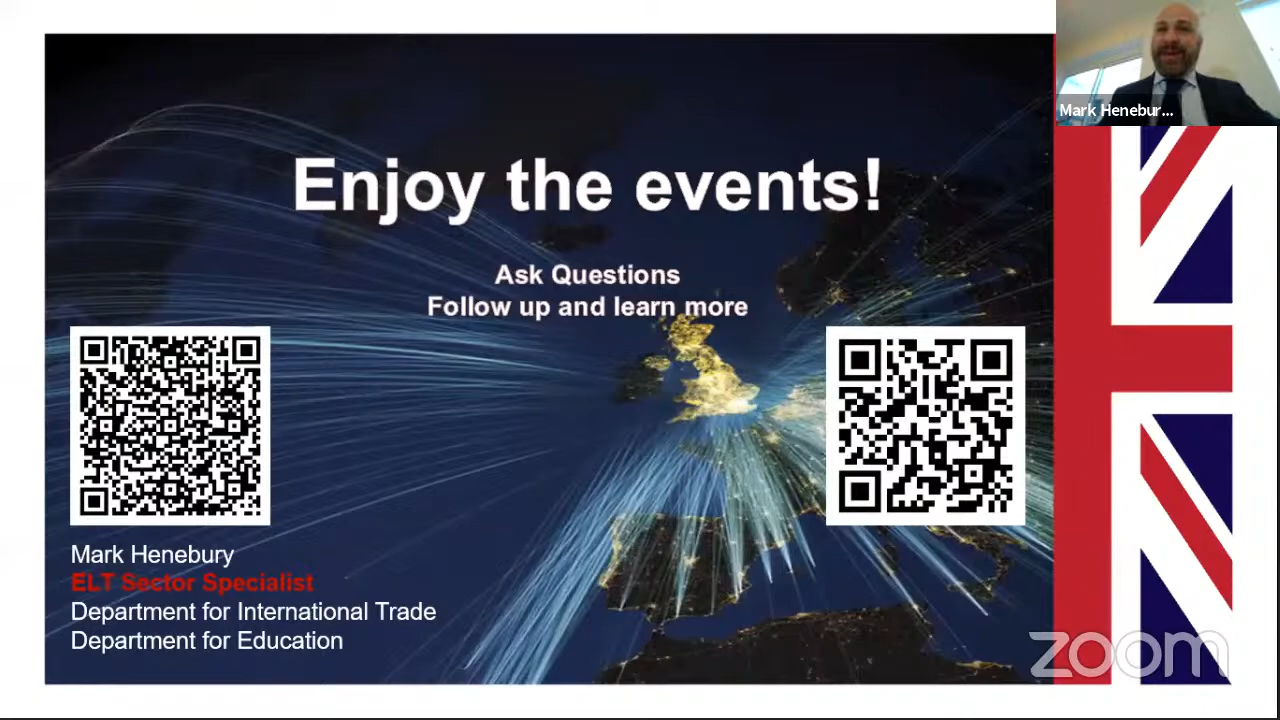 Mark Henebur...
Enjoy the events!
Ask Questions
Follow up and learn more
Mark Henebury
ELT Sector Specialist
Department for International Trade
Department for Education
zoom